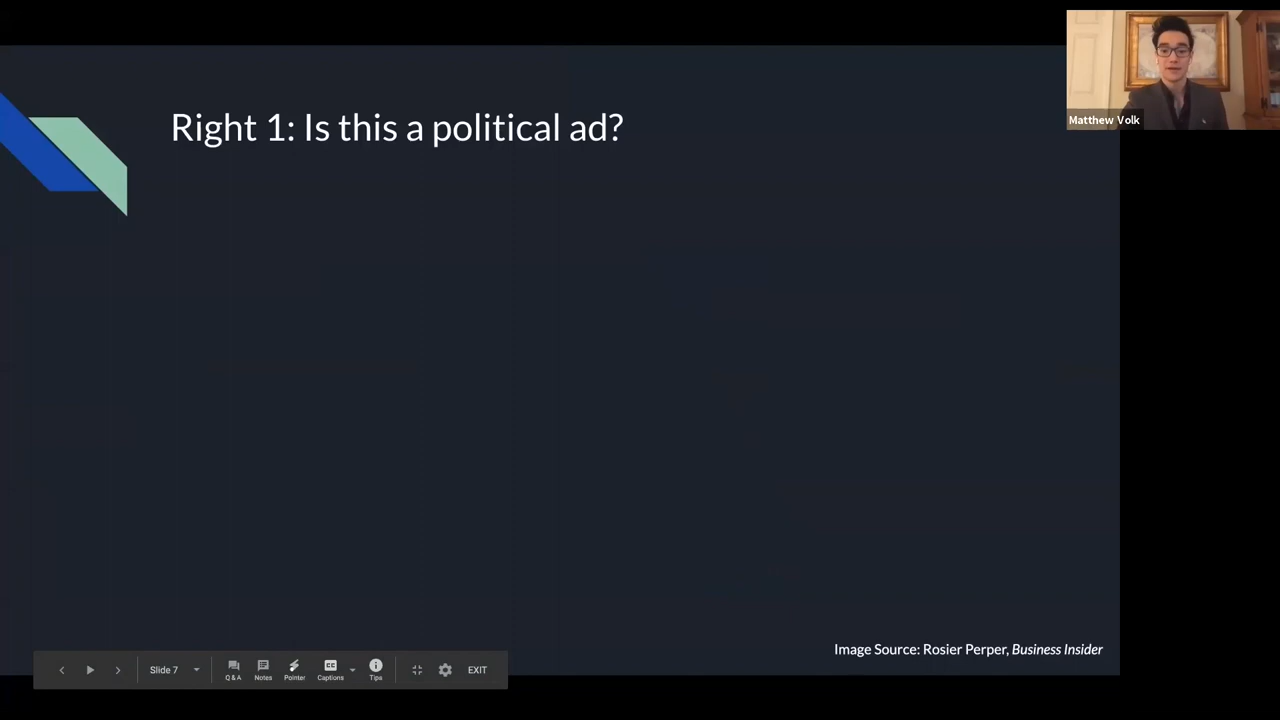 Matthew Volk
Right 1: Is this a political ad?
Image Source: Rosier Perper, Business Insider
Slide 7
Q & A
Notes
Pointer
CC
Captions
Tips
EXIT